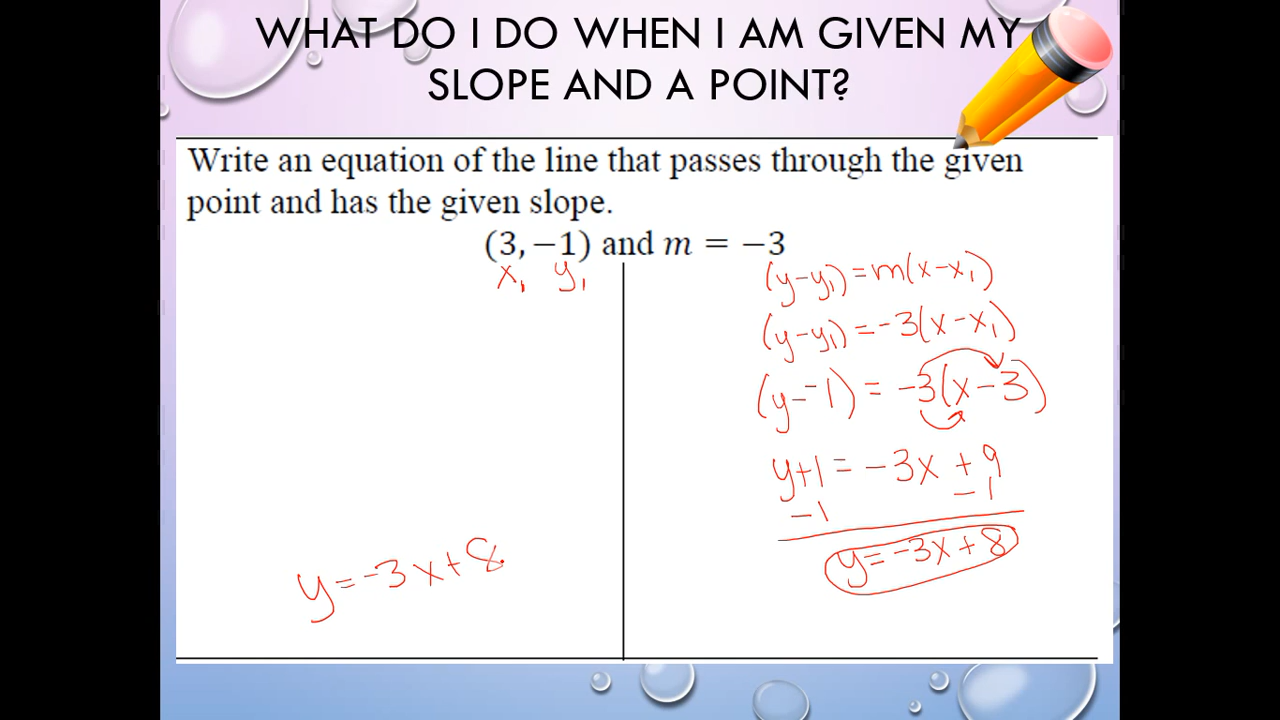 WHAT DO I DO WHEN I AM GIVEN MY
SLOPE AND A POINT?
Write an equation of the line that passes through the given
point and has the given slope.
(3, −1) and m = −3
x₁ y₁
y=-3x+8
(y-y₁)=m(x-x₁)
(y-y₁)=-3(x-x₁)
(y--1)=-3(x-3)
y+1=-3x+9
-1 -1
y=-3x+8